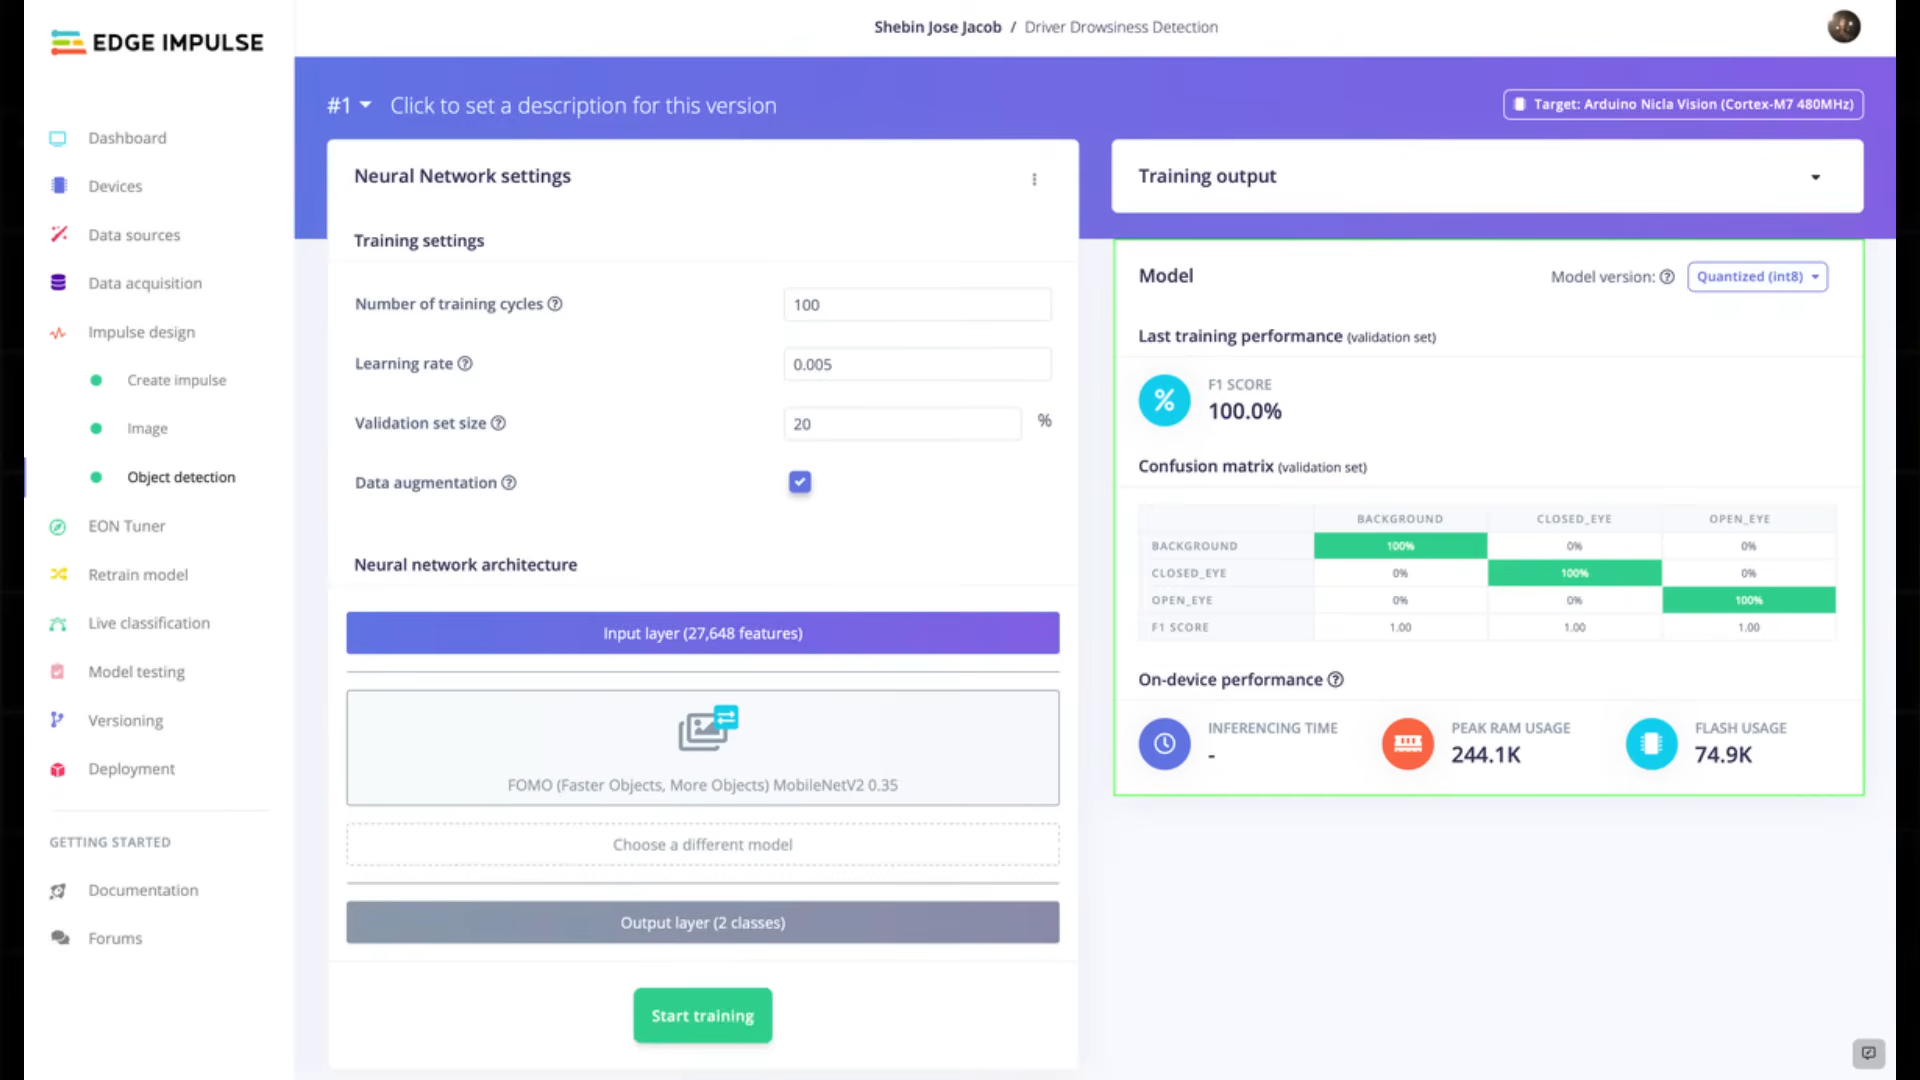 EDGE IMPULSE
Shebin Jose Jacob / Driver Drowsiness Detection
Dashboard
Devices
Data sources
Data acquisition
Impulse design
Create impulse
Image
Object detection
EON Tuner
Retrain model
Live classification
Model testing
Versioning
Deployment
GETTING STARTED
Documentation
Forums
#1 Click to set a description for this version
Target: Arduino Nicla Vision (Cortex-M7 480MHz)
Neural Network settings
Training settings
Number of training cycles ? 100
Learning rate ? 0.005
Validation set size ? 20 %
Data augmentation ?
Neural network architecture
Input layer (27,648 features)
FOMO (Faster Objects, More Objects) MobileNetV2 0.35
Choose a different model
Output layer (2 classes)
Start training
Training output
Model
Model version: ? Quantized (int8)
Last training performance (validation set)
%
F1 SCORE
100.0%
Confusion matrix (validation set)
BACKGROUND CLOSED_EYE OPEN_EYE
BACKGROUND 100% 0% 0%
CLOSED_EYE 0% 100% 0%
OPEN_EYE 0% 0% 100%
F1 SCORE 1.00 1.00 1.00
On-device performance ?
INFERENCING TIME
-
PEAK RAM USAGE
244.1K
FLASH USAGE
74.9K